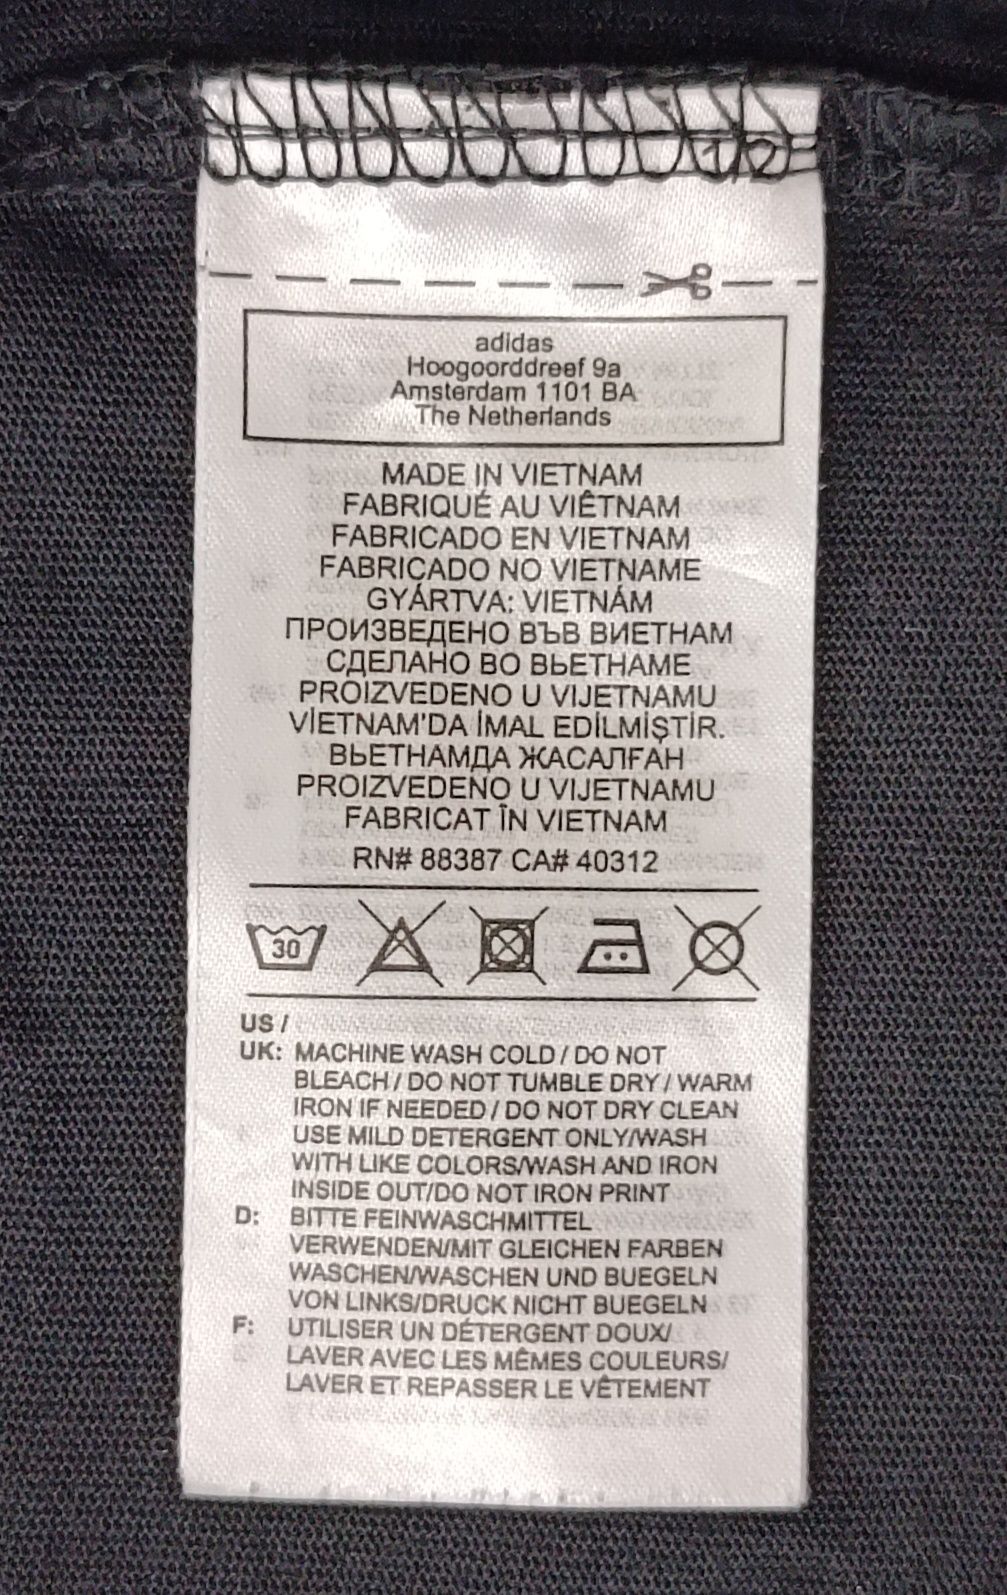 adidas
Hoogoorddreef 9a
Amsterdam 1101 BA
The Netherlands
MADE IN VIETNAM
FABRIQUÉ AU VIÊTNAM
FABRICADO EN VIETNAM
FABRICADO NO VIETNAME
GYÁRTVA: VIETNÁM
ПРОИЗВЕДЕНО ВЪВ ВИЕТНАМ
СДЕЛАНО ВО ВЬЕТНАМЕ
PROIZVEDENO U VIJETNAMU
VİETNAM'DA İMAL EDİLMİŞTİR.
ВЬЕТНАМДА ЖАСАЛҒАН
PROIZVEDENO U VIJETNAMU
FABRICAT ÎN VIETNAM
RN# 88387 CA# 40312
30
US /
UK: MACHINE WASH COLD / DO NOT
BLEACH / DO NOT TUMBLE DRY / WARM
IRON IF NEEDED / DO NOT DRY CLEAN
USE MILD DETERGENT ONLY/WASH
WITH LIKE COLORS/WASH AND IRON
INSIDE OUT/DO NOT IRON PRINT
D: BITTE FEINWASCHMITTEL
VERWENDEN/MIT GLEICHEN FARBEN
WASCHEN/WASCHEN UND BUEGELN
VON LINKS/DRUCK NICHT BUEGELN
F: UTILISER UN DÉTERGENT DOUX/
LAVER AVEC LES MÊMES COULEURS/
LAVER ET REPASSER LE VÊTEMENT